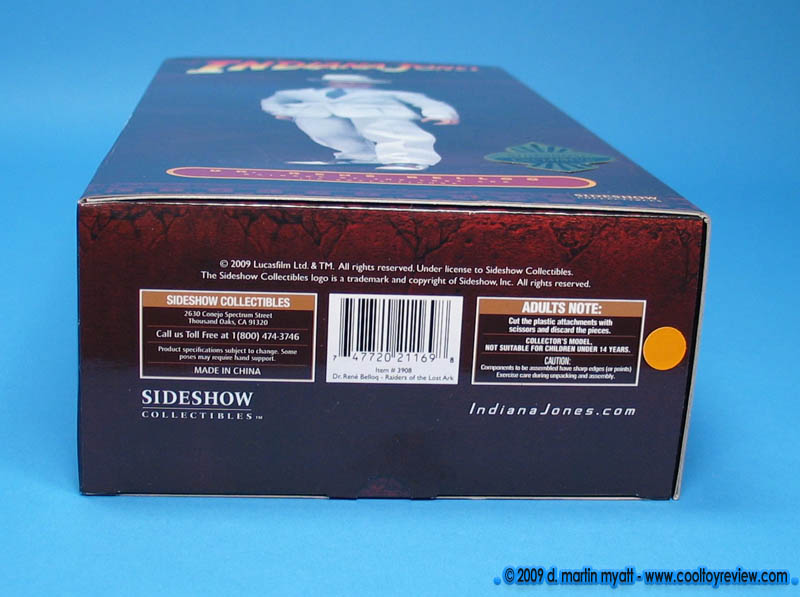 INDIANA JONES
DR. RENÉ BELLOQ
SIDESHOW
© 2009 Lucasfilm Ltd. & TM. All rights reserved. Under license to Sideshow Collectibles.
The Sideshow Collectibles logo is a trademark and copyright of Sideshow, Inc. All rights reserved.
SIDESHOW COLLECTIBLES
2630 Conejo Spectrum Street
Thousand Oaks, CA 91320
Call us Toll Free at 1(800) 474-3746
Product specifications subject to change. Some
poses may require hand support.
MADE IN CHINA
SIDESHOW
COLLECTIBLES™
7 47720 21169 8
Item # 3908
Dr. René Belloq - Raiders of the Lost Ark
ADULTS NOTE:
Cut the plastic attachments with
scissors and discard the pieces.
COLLECTOR'S MODEL,
NOT SUITABLE FOR CHILDREN UNDER 14 YEARS.
CAUTION:
Components to be assembled have sharp edges (or points)
Exercise care during unpacking and assembly.
IndianaJones.com
© 2009 d. martin myatt - www.cooltoyreview.com